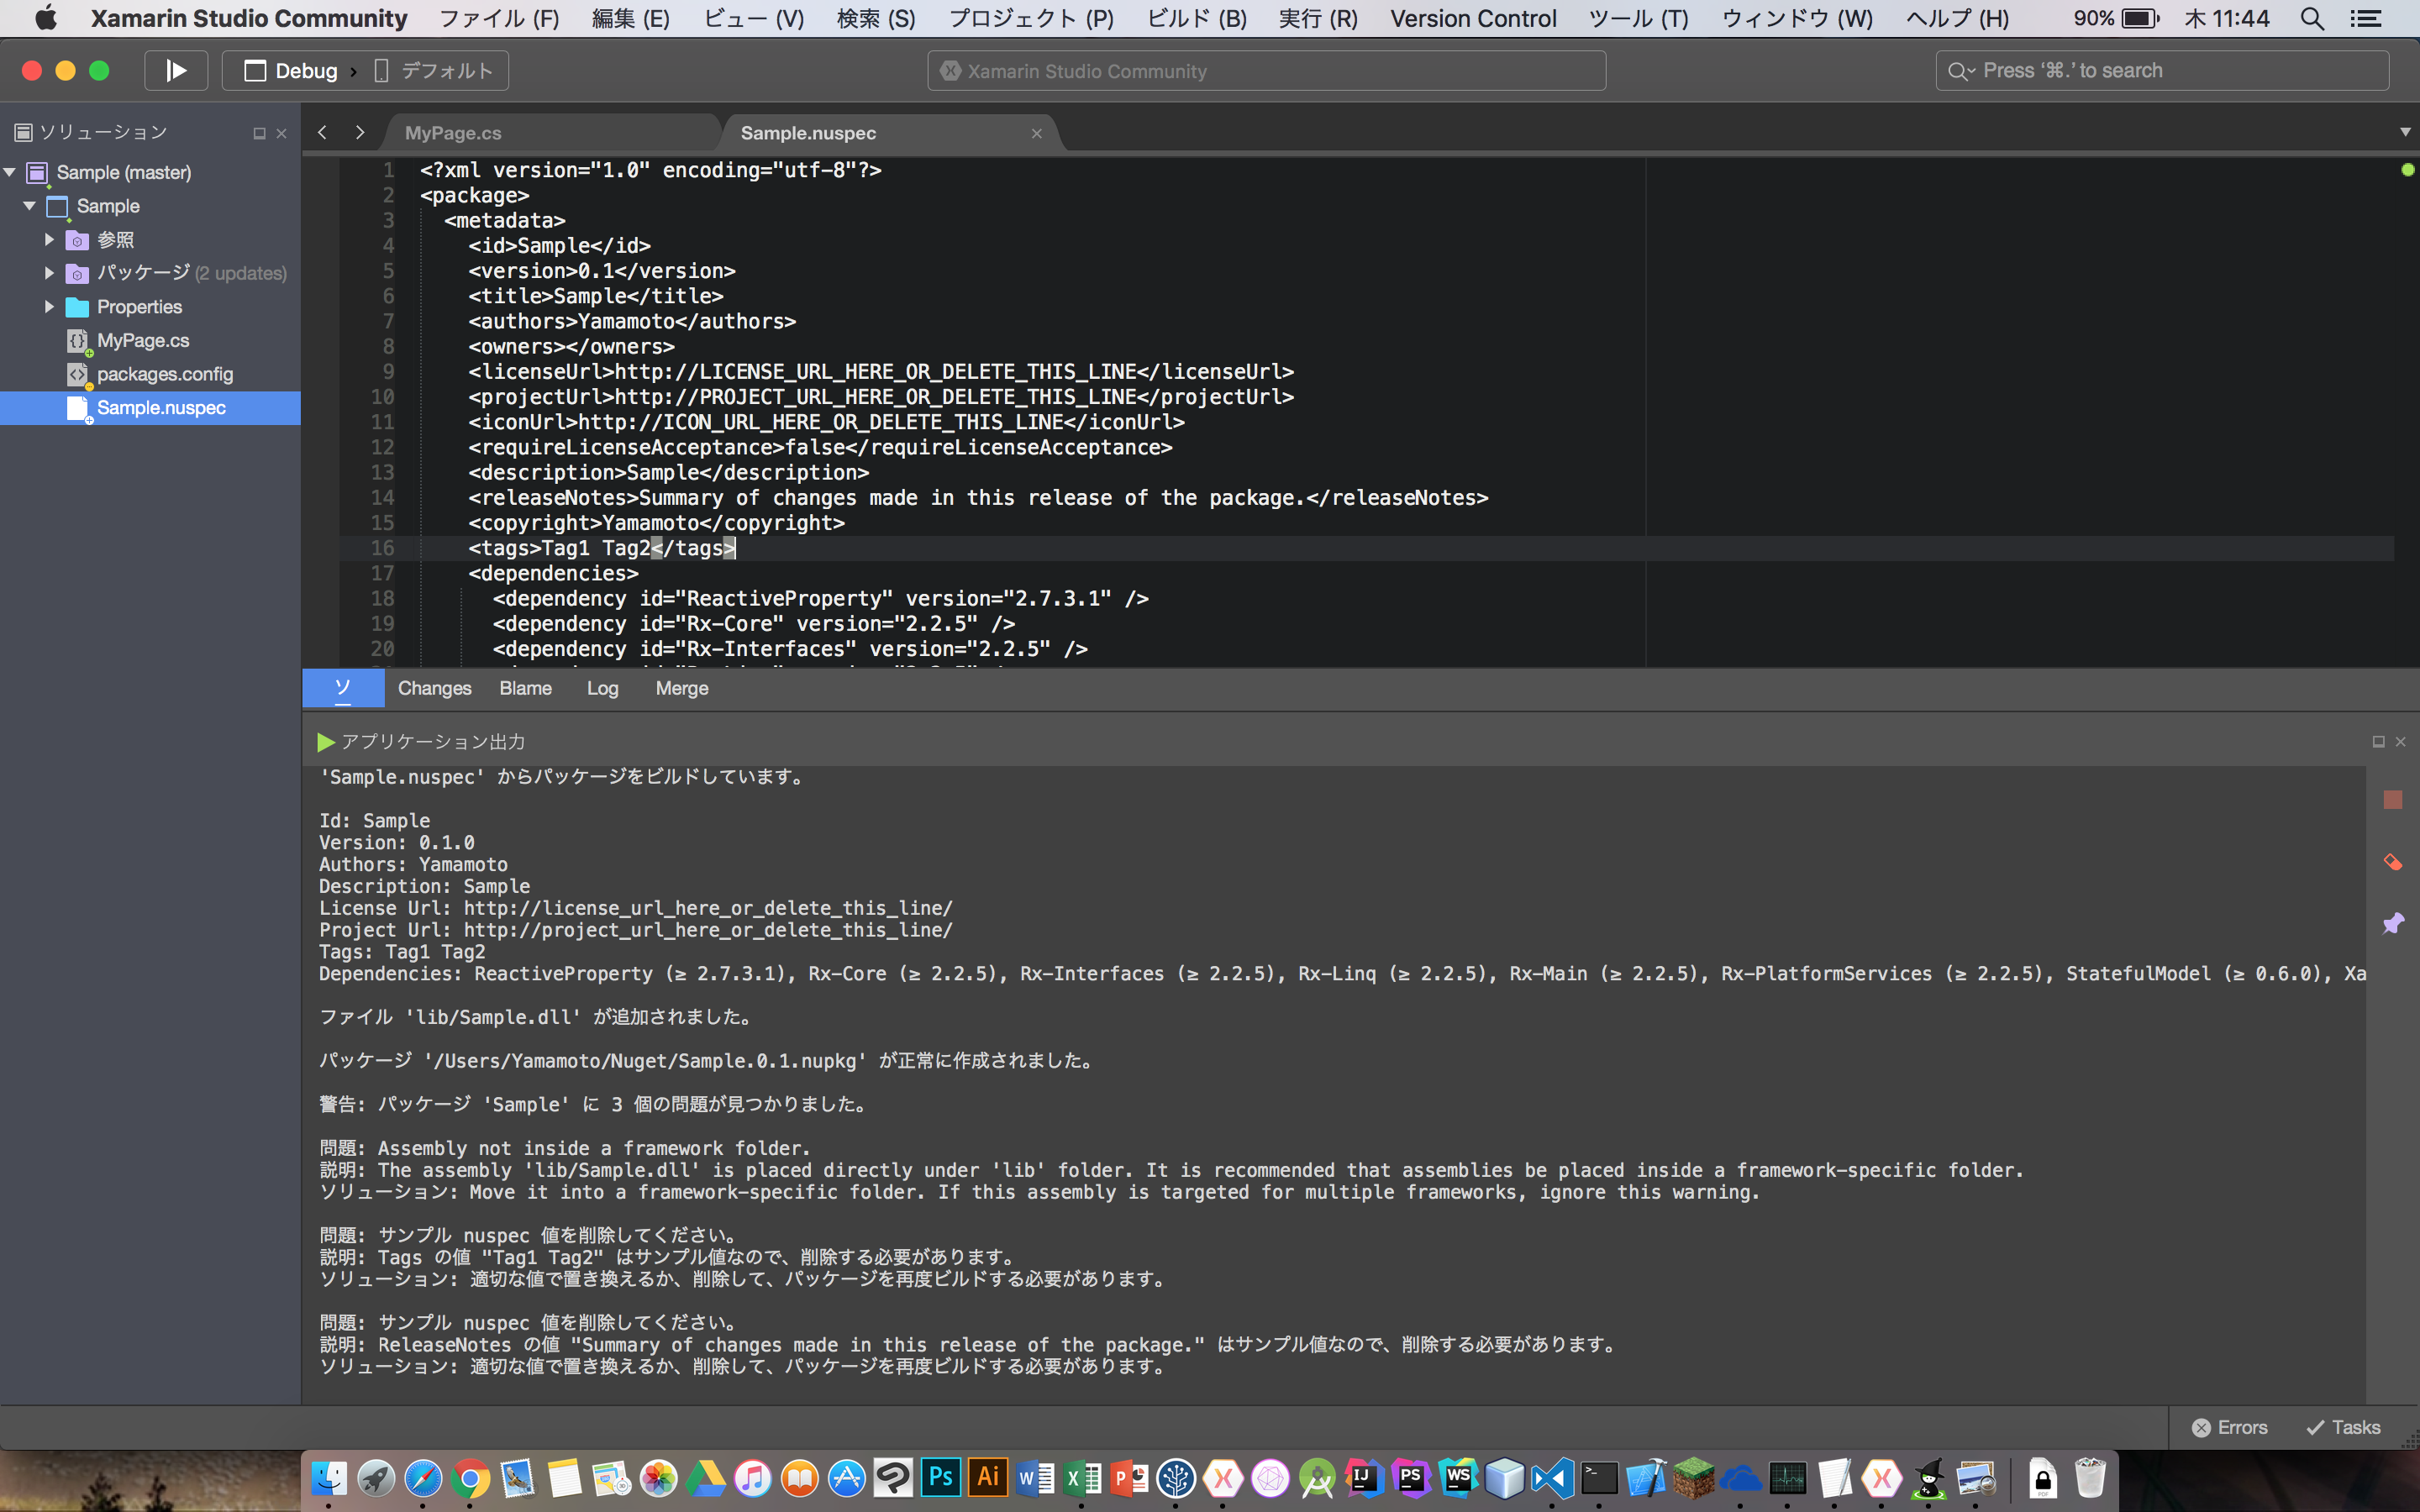 Xamarin Studio Community ファイル (F) 編集 (E) ビュー (V) 検索 (S) プロジェクト (P) ビルド (B) 実行 (R) Version Control ツール (T) ウィンドウ (W) ヘルプ (H) 90% 木 11:44
Debug › デフォルト Xamarin Studio Community Press ‘⌘.’ to search
ソリューション
Sample (master)
Sample
参照
パッケージ (2 updates)
Properties
MyPage.cs
packages.config
Sample.nuspec
MyPage.cs Sample.nuspec
1 <?xml version="1.0" encoding="utf-8"?>
2 <package>
3 <metadata>
4 <id>Sample</id>
5 <version>0.1</version>
6 <title>Sample</title>
7 <authors>Yamamoto</authors>
8 <owners></owners>
9 <licenseUrl>http://LICENSE_URL_HERE_OR_DELETE_THIS_LINE</licenseUrl>
10 <projectUrl>http://PROJECT_URL_HERE_OR_DELETE_THIS_LINE</projectUrl>
11 <iconUrl>http://ICON_URL_HERE_OR_DELETE_THIS_LINE</iconUrl>
12 <requireLicenseAcceptance>false</requireLicenseAcceptance>
13 <description>Sample</description>
14 <releaseNotes>Summary of changes made in this release of the package.</releaseNotes>
15 <copyright>Yamamoto</copyright>
16 <tags>Tag1 Tag2</tags>
17 <dependencies>
18 <dependency id="ReactiveProperty" version="2.7.3.1" />
19 <dependency id="Rx-Core" version="2.2.5" />
20 <dependency id="Rx-Interfaces" version="2.2.5" />
ソ Changes Blame Log Merge
アプリケーション出力
'Sample.nuspec' からパッケージをビルドしています。
Id: Sample
Version: 0.1.0
Authors: Yamamoto
Description: Sample
License Url: http://license_url_here_or_delete_this_line/
Project Url: http://project_url_here_or_delete_this_line/
Tags: Tag1 Tag2
Dependencies: ReactiveProperty (≥ 2.7.3.1), Rx-Core (≥ 2.2.5), Rx-Interfaces (≥ 2.2.5), Rx-Linq (≥ 2.2.5), Rx-Main (≥ 2.2.5), Rx-PlatformServices (≥ 2.2.5), StatefulModel (≥ 0.6.0), Xa
ファイル 'lib/Sample.dll' が追加されました。
パッケージ '/Users/Yamamoto/Nuget/Sample.0.1.nupkg' が正常に作成されました。
警告: パッケージ 'Sample' に 3 個の問題が見つかりました。
問題: Assembly not inside a framework folder.
説明: The assembly 'lib/Sample.dll' is placed directly under 'lib' folder. It is recommended that assemblies be placed inside a framework-specific folder.
ソリューション: Move it into a framework-specific folder. If this assembly is targeted for multiple frameworks, ignore this warning.
問題: サンプル nuspec 値を削除してください。
説明: Tags の値 "Tag1 Tag2" はサンプル値なので、削除する必要があります。
ソリューション: 適切な値で置き換えるか、削除して、パッケージを再度ビルドする必要があります。
問題: サンプル nuspec 値を削除してください。
説明: ReleaseNotes の値 "Summary of changes made in this release of the package." はサンプル値なので、削除する必要があります。
ソリューション: 適切な値で置き換えるか、削除して、パッケージを再度ビルドする必要があります。
Errors Tasks
Ps Ai W X P IJ PS WS